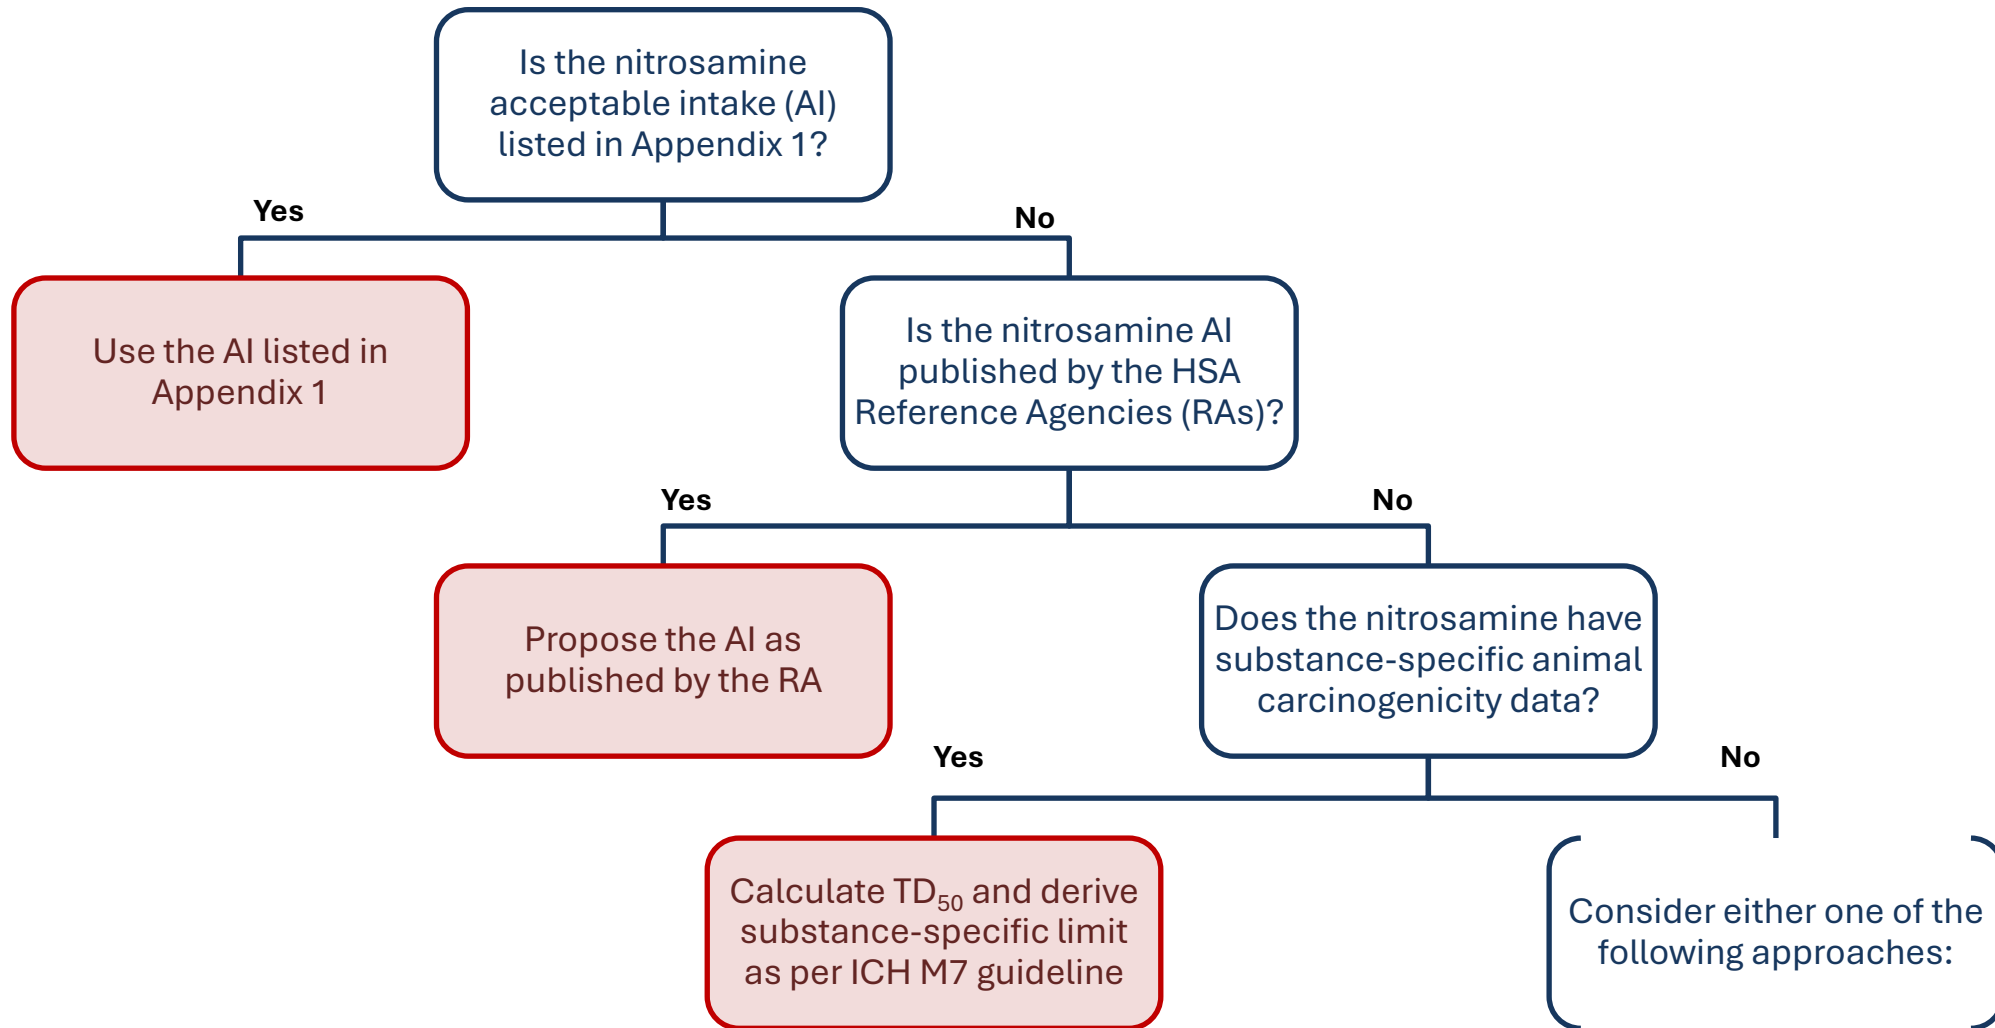 Is the nitrosamine
acceptable intake (AI)
listed in Appendix 1?
Yes
No
Use the AI listed in
Appendix 1
Is the nitrosamine AI
published by the HSA
Reference Agencies (RAs)?
Yes
No
Propose the AI as
published by the RA
Does the nitrosamine have
substance-specific animal
carcinogenicity data?
Yes
No
Calculate TD₅₀ and derive
substance-specific limit
as per ICH M7 guideline
Consider either one of the
following approaches: